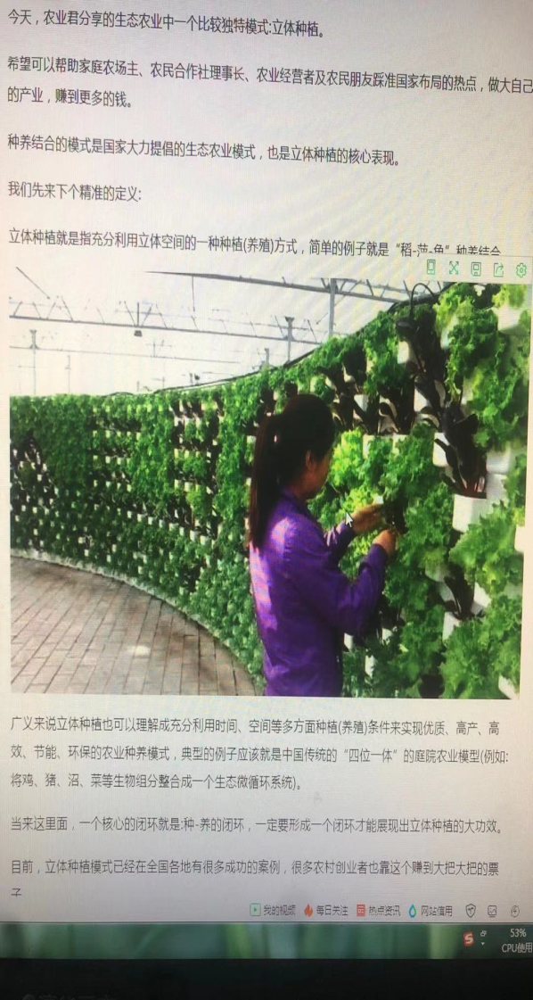 今天，农业君分享的生态农业中一个比较独特模式:立体种植。
希望可以帮助家庭农场主、农民合作社理事长、农业经营者及农民朋友踩准国家布局的热点，做大自己
的产业，赚到更多的钱。
种养结合的模式是国家大力提倡的生态农业模式，也是立体种植的核心表现。
我们先来下个精准的定义:
立体种植就是指充分利用立体空间的一种种植(养殖)方式，简单的例子就是“稻-萍-鱼”种养结合
广义来说立体种植也可以理解成充分利用时间、空间等多方面种植(养殖)条件来实现优质、高产、高
效、节能、环保的农业种养模式，典型的例子应该就是中国传统的“四位一体”的庭院农业模型(例如:
将鸡、猪、沼、菜等生物组分整合成一个生态微循环系统)。
当来这里面，一个核心的闭环就是:种-养的闭环，一定要形成一个闭环才能展现出立体种植的大功效。
目前，立体种植模式已经在全国各地有很多成功的案例，很多农村创业者也靠这个赚到大把大把的票
子
我的视频 每日关注 热点资讯 网站信用
S 53%
CPU使用